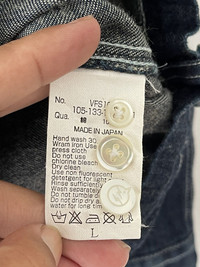 No. VFS1
105-133-1
Qua.
MADE IN JAPAN
Hand wash 30
Wram iron Use
press cloth
Do not use
chlorine bleach
Dry clean
Use non fluorescent
detergent for light
Rinse sufficiently
Wash separately
Do not tumble d
Do not drip dry a
water for long time
L